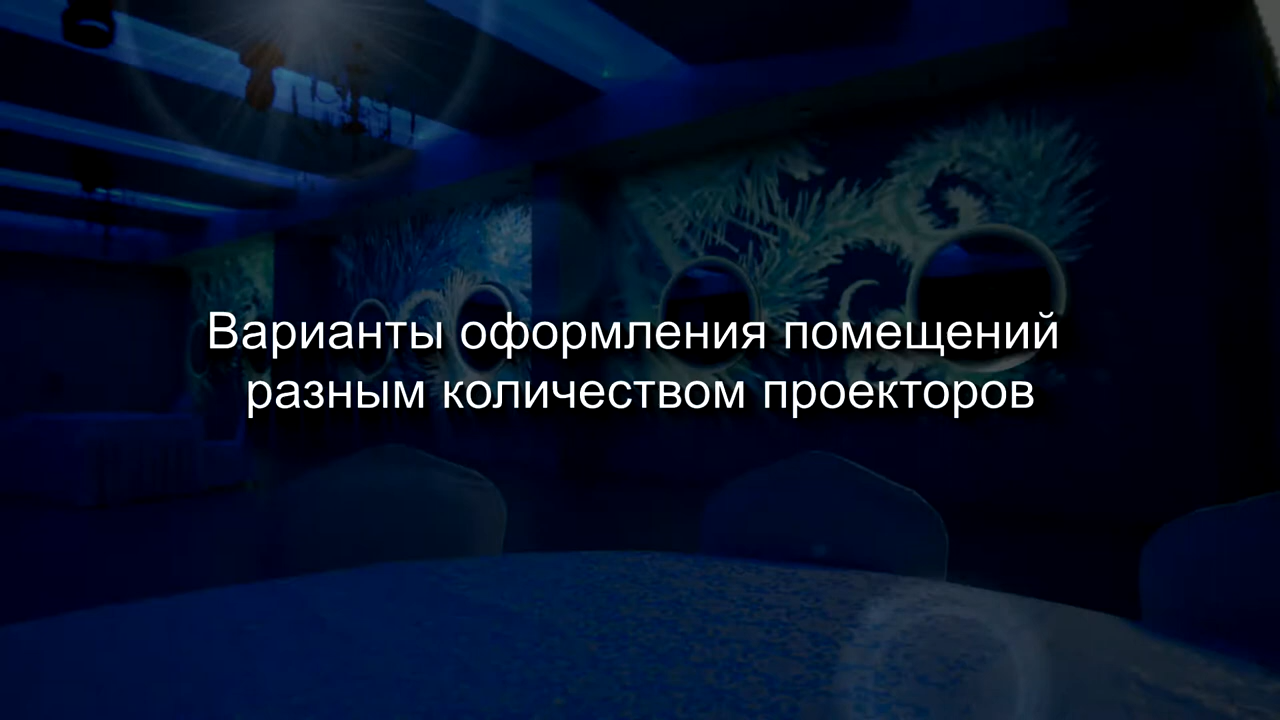 Варианты оформления помещений
разным количеством проекторов